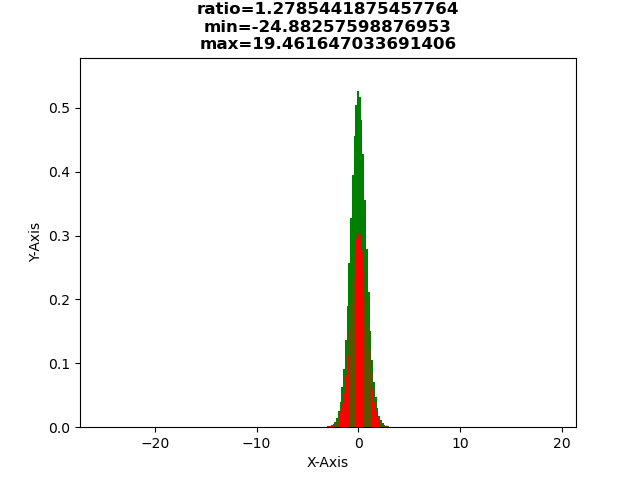 ratio=1.2785441875457764
min=-24.88257598876953
max=19.461647033691406
0.5
0.4
0.3
0.2
0.1
0.0
Y-Axis
−20
−10
0
10
20
X-Axis